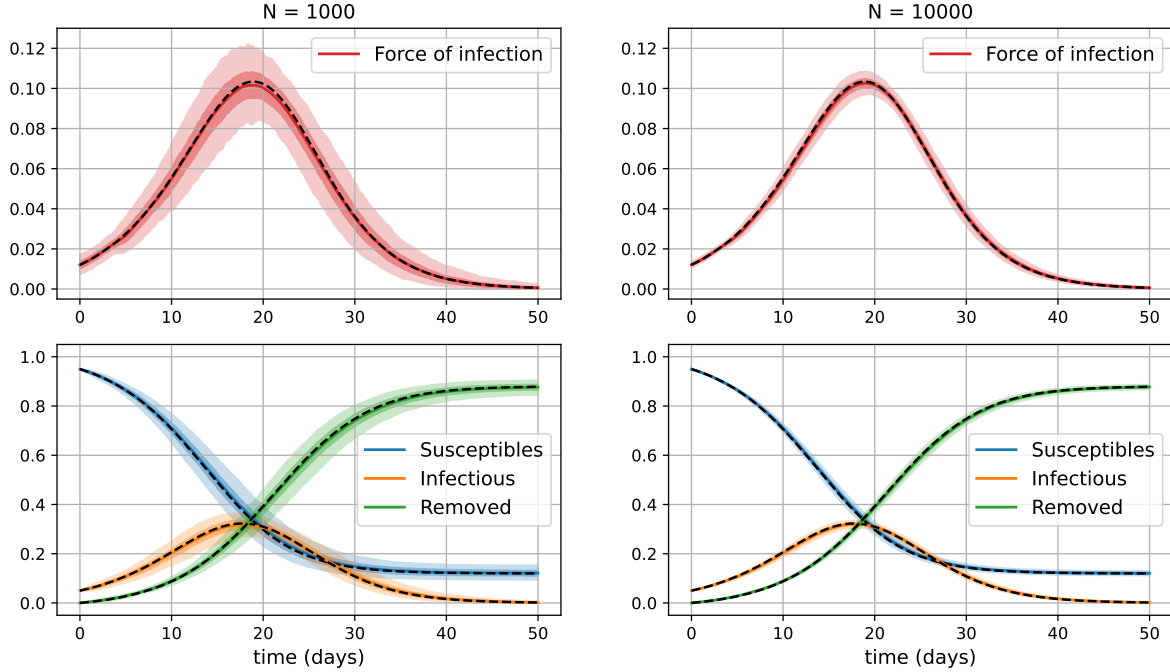 N = 1000
0.12
0.10
0.08
0.06
0.04
0.02
0.00
Force of infection
0 10 20 30 40 50
N = 10000
0.12
0.10
0.08
0.06
0.04
0.02
0.00
Force of infection
0 10 20 30 40 50
1.0
0.8
0.6
0.4
0.2
0.0
Susceptibles
Infectious
Removed
0 10 20 30 40 50
time (days)
1.0
0.8
0.6
0.4
0.2
0.0
Susceptibles
Infectious
Removed
0 10 20 30 40 50
time (days)